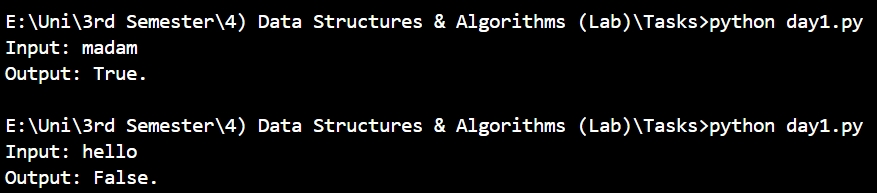 E:\Uni\3rd Semester\4) Data Structures & Algorithms (Lab)\Tasks>python day1.py
Input: madam
Output: True.
E:\Uni\3rd Semester\4) Data Structures & Algorithms (Lab)\Tasks>python day1.py
Input: hello
Output: False.